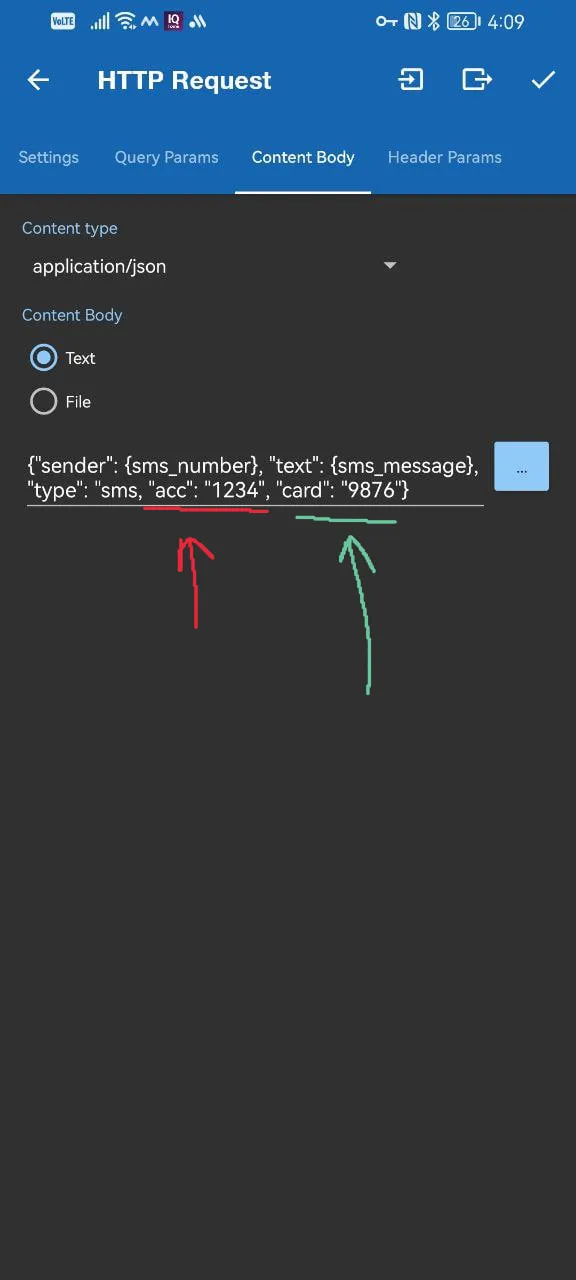 VoLTE IQ 26 4:09
HTTP Request
Settings Query Params Content Body Header Params
Content type
application/json
Content Body
Text
File
{"sender": {sms_number}, "text": {sms_message},
"type": "sms, "acc": "1234", "card": "9876"}
...